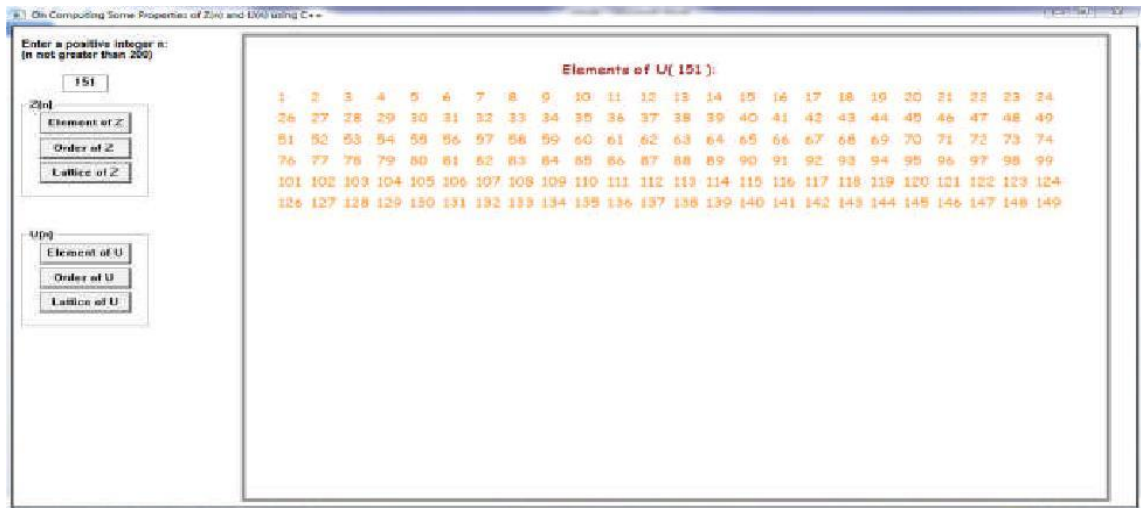 On Computing Some Properties of Z(n) and U(n) using C++
Enter a positive integer n:
(n not greater than 200)
151
Z(n)
Element of Z
Order of Z
Lattice of Z
U(n)
Element of U
Order of U
Lattice of U
Elements of U( 151 ):
1 2 3 4 5 6 7 8 9 10 11 12 13 14 15 16 17 18 19 20 21 22 23 24
26 27 28 29 30 31 32 33 34 35 36 37 38 39 40 41 42 43 44 45 46 47 48 49
51 52 53 54 55 56 57 58 59 60 61 62 63 64 65 66 67 68 69 70 71 72 73 74
76 77 78 79 80 81 82 83 84 85 86 87 88 89 90 91 92 93 94 95 96 97 98 99
101 102 103 104 105 106 107 108 109 110 111 112 113 114 115 116 117 118 119 120 121 122 123 124
126 127 128 129 130 131 132 133 134 135 136 137 138 139 140 141 142 143 144 145 146 147 148 149